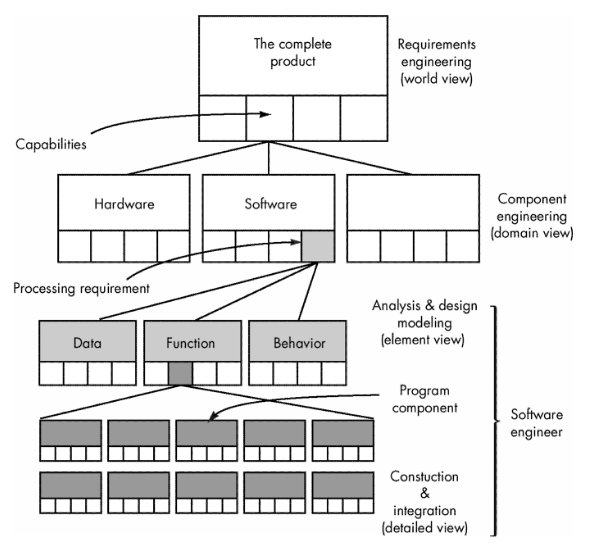 The complete
product
Requirements
engineering
(world view)
Capabilities
Hardware
Software
Component
engineering
(domain view)
Processing requirement
Analysis & design
modeling
(element view)
Data
Function
Behavior
Program
component
Software
engineer
Constuction
&
integration
(detailed view)